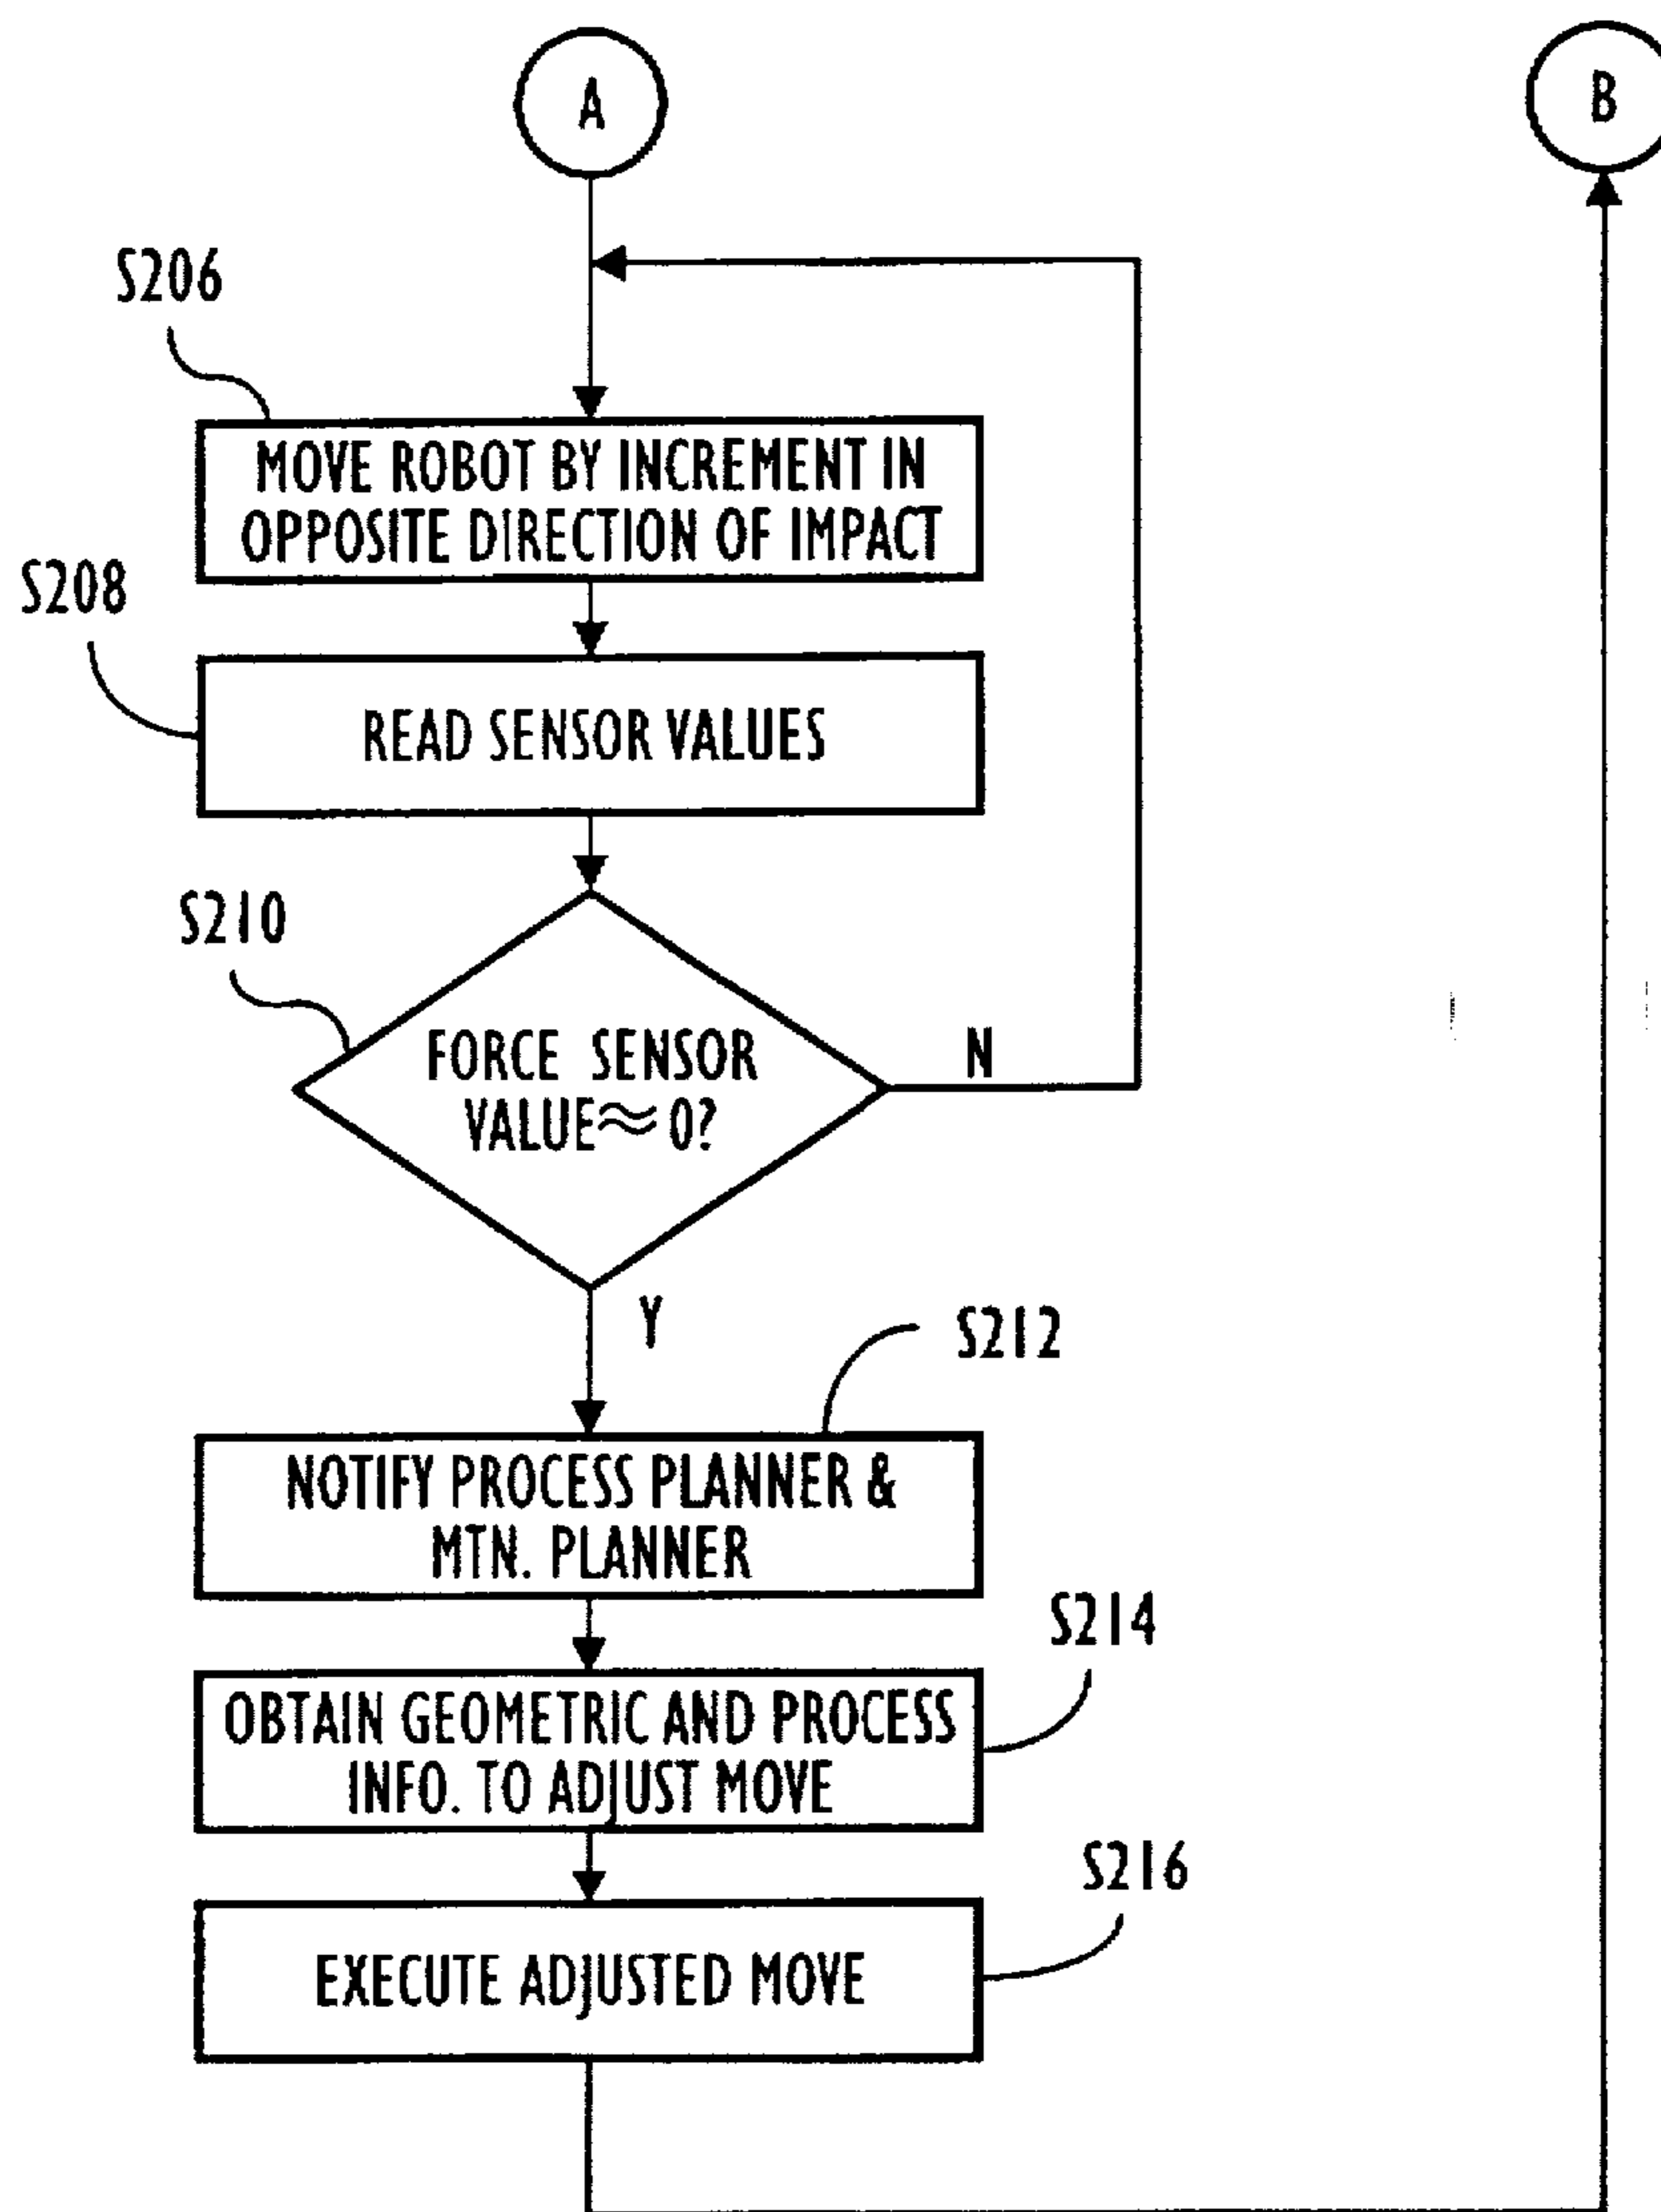 A
B
S206
MOVE ROBOT BY INCREMENT IN
OPPOSITE DIRECTION OF IMPACT
S208
READ SENSOR VALUES
S210
FORCE SENSOR
VALUE≈ 0?
N
Y
S212
NOTIFY PROCESS PLANNER &
MTN. PLANNER
S214
OBTAIN GEOMETRIC AND PROCESS
INFO. TO ADJUST MOVE
S216
EXECUTE ADJUSTED MOVE